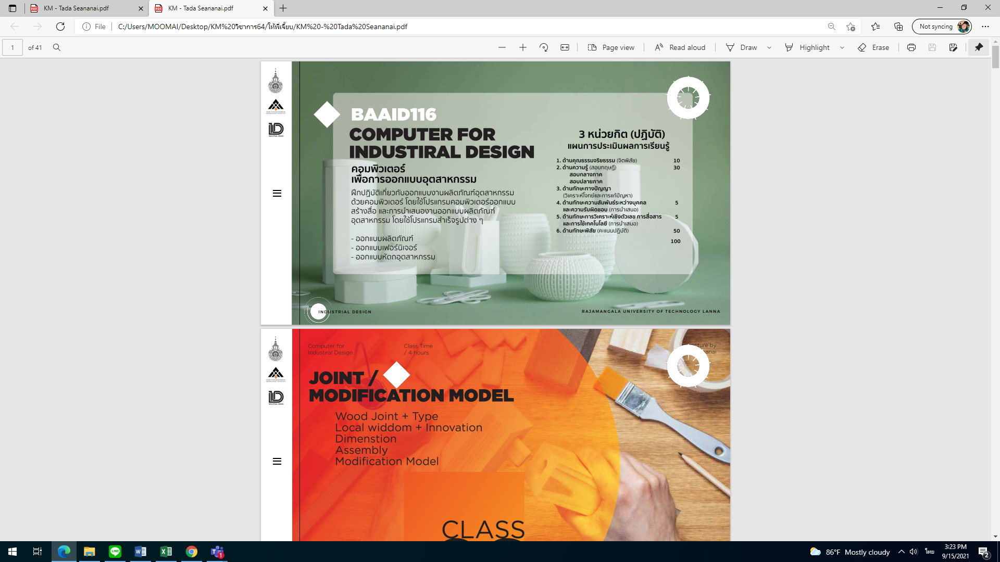 KM - Tada Seananai.pdf
KM - Tada Seananai.pdf
File
C:/Users/MOOMAI/Desktop/KM%20วิชาการ64/ให้พี่เจี๊ยบ/KM%20-%20Tada%20Seananai.pdf
Not syncing
1
of 41
Page view
Read aloud
Draw
Highlight
Erase
BAAID116
COMPUTER FOR
INDUSTIRAL DESIGN
คอมพิวเตอร์
เพื่อการออกแบบอุตสาหกรรม
ฝึกปฏิบัติเกี่ยวกับออกแบบงานผลิตภัณฑ์อุตสาหกรรม
ด้วยคอมพิวเตอร์ โดยใช้โปรแกรมคอมพิวเตอร์ออกแบบ
สร้างสื่อ และการนำเสนองานออกแบบผลิตภัณฑ์
อุตสาหกรรม โดยใช้โปรแกรมสำเร็จรูปต่าง ๆ
- ออกแบบผลิตภัณฑ์
- ออกแบบเฟอร์นิเจอร์
- ออกแบบหัตถอุตสาหกรรม
3 หน่วยกิต (ปฏิบัติ)
แผนการประเมินผลการเรียนรู้
1. ด้านคุณธรรมจริยธรรม (จิตพิสัย) 10
2. ด้านความรู้ (สอบทฤษฎี) 30
สอบกลางภาค
สอบปลายภาค
3. ด้านทักษะทางปัญญา
(วิเคราะห์โจทย์และการแก้ปัญหา)
4. ด้านทักษะความสัมพันธ์ระหว่างบุคคล 5
และความรับผิดชอบ (การนำเสนอ)
5. ด้านทักษะการวิเคราะห์เชิงตัวเลข การสื่อสาร 5
และการใช้เทคโนโลยี (การนำเสนอ)
6. ด้านทักษะพิสัย (คะแนนปฏิบัติ) 50
100
INDUSTRIAL DESIGN
RAJAMANGALA UNIVERSITY OF TECHNOLOGY LANNA
INDUSTRIAL DESIGN
Computer for
Industiral Design
Class Time
/ 4 hours
by
JOINT /
MODIFICATION MODEL
Wood Joint + Type
Local widdom + Innovation
Dimenstion
Assembly
Modification Model
CLASS
INDUSTRIAL DESIGN
86°F Mostly cloudy
ไทย
3:23 PM
9/15/2021
2
LINE
1